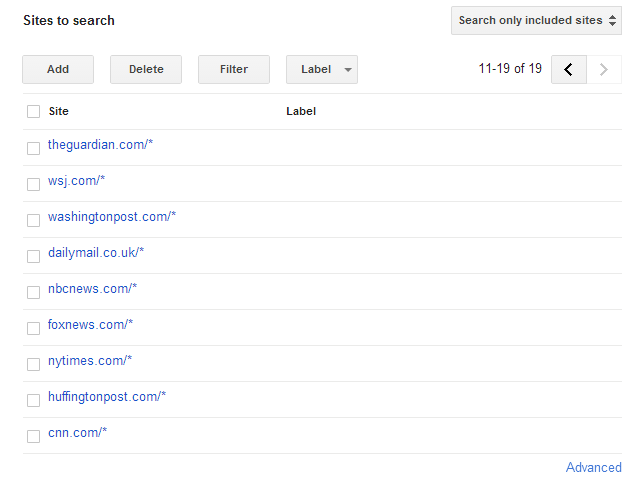 Sites to search
Search only included sites
Add Delete Filter Label 11-19 of 19
Site Label
theguardian.com/*
wsj.com/*
washingtonpost.com/*
dailymail.co.uk/*
nbcnews.com/*
foxnews.com/*
nytimes.com/*
huffingtonpost.com/*
cnn.com/*
Advanced